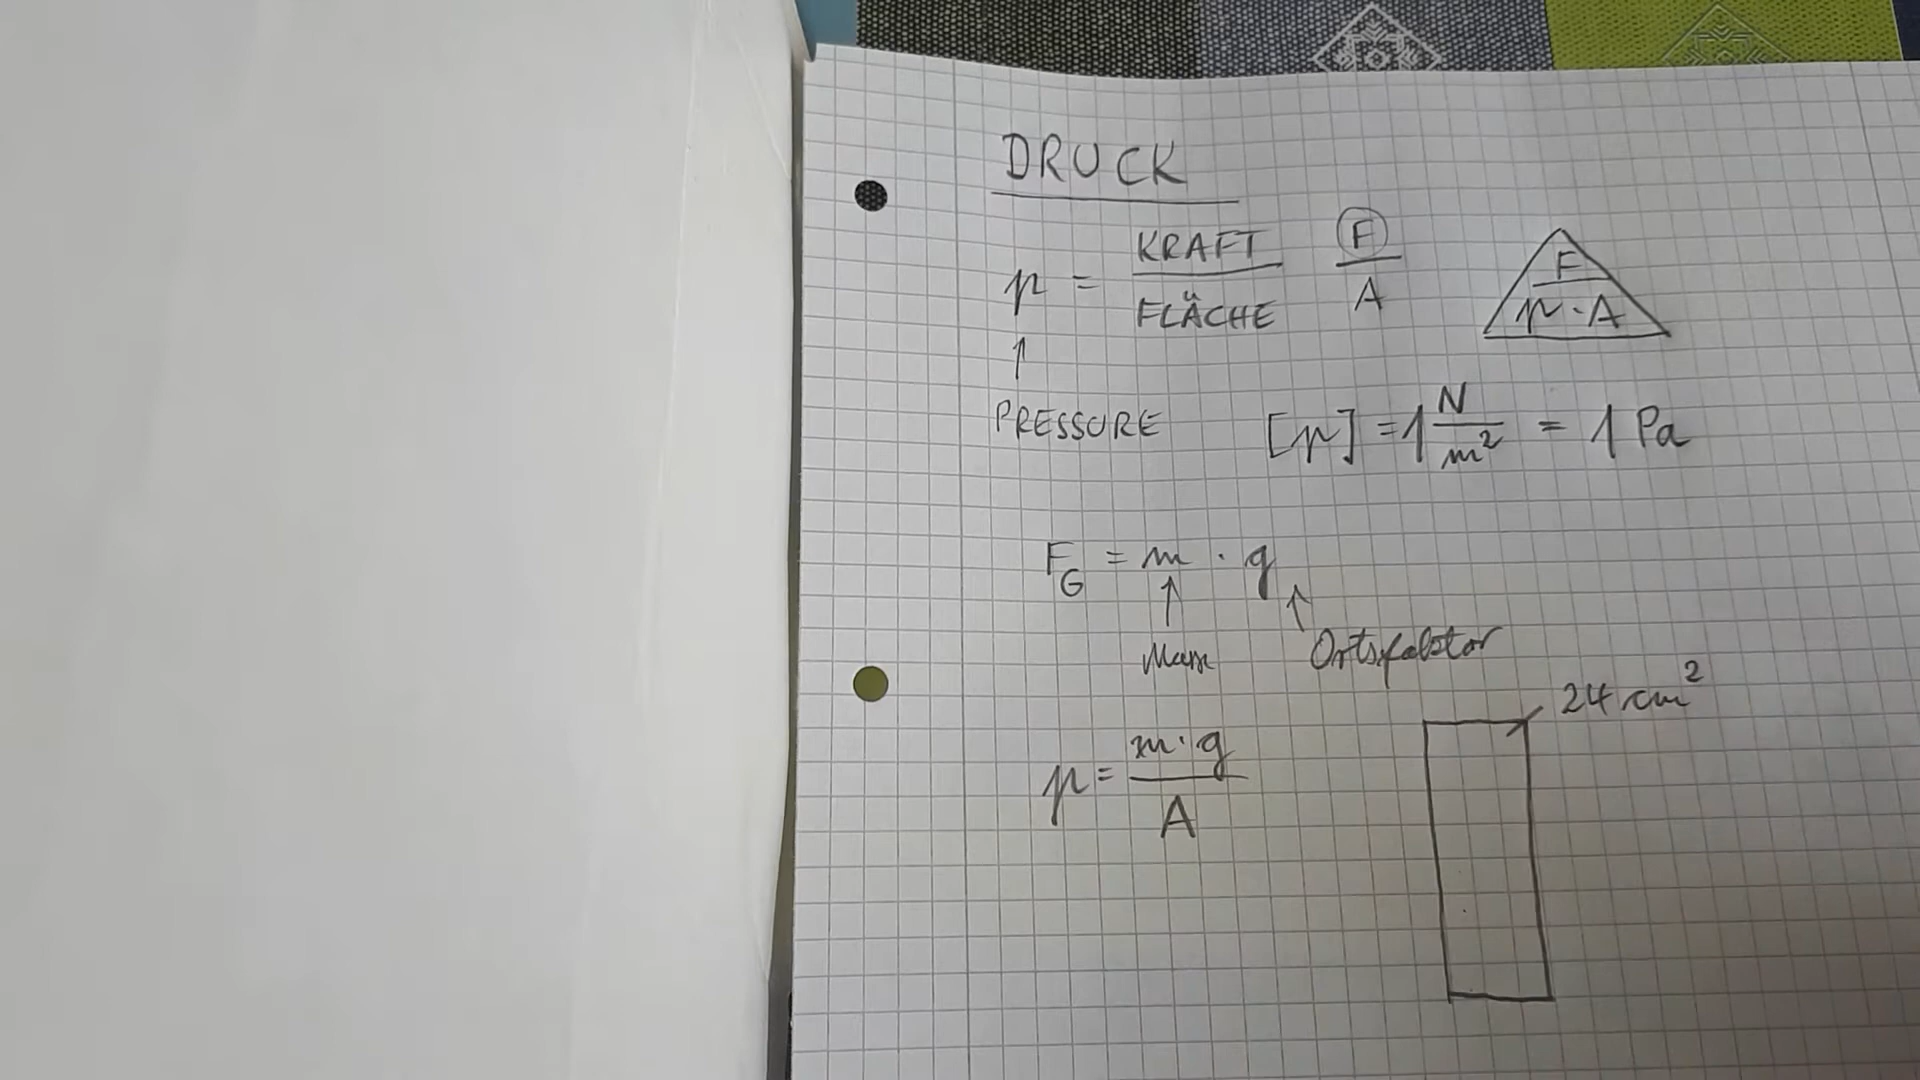 DRUCK
p = KRAFT / FLÄCHE F / A
F
p · A
↑
PRESSURE [p] = 1 N / m² = 1 Pa
F_G = m · g
↑ ↑
Masse Ortsfaktor
24 cm²
p = m · g / A